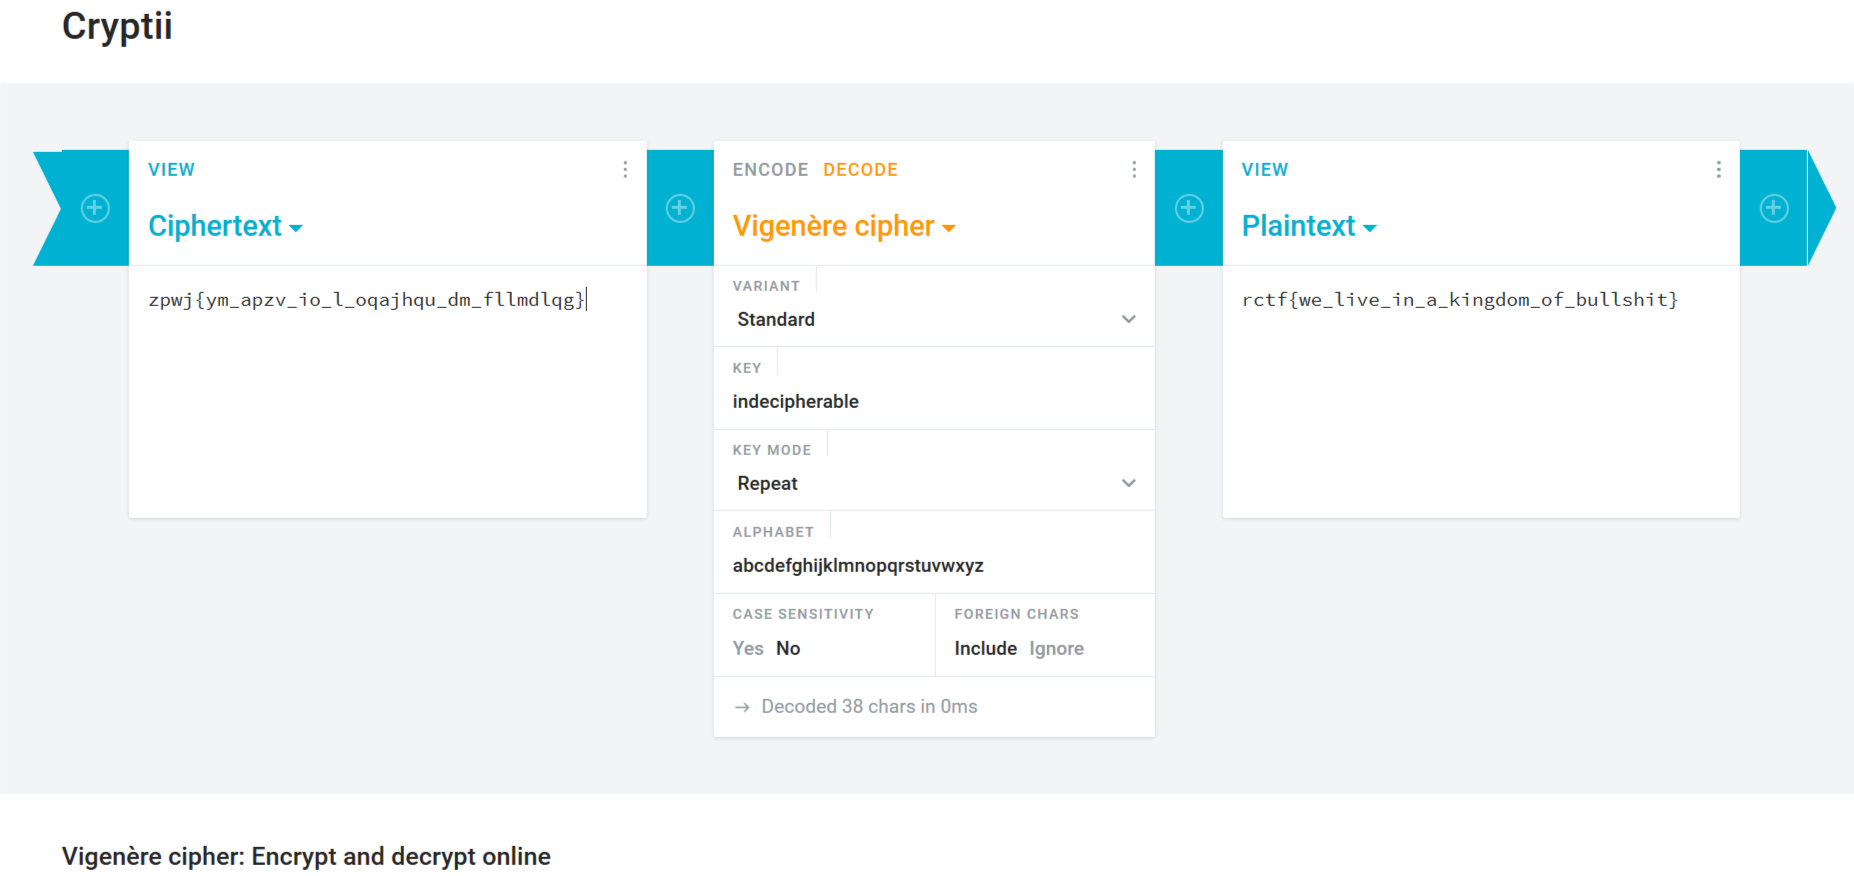 Cryptii
VIEW
Ciphertext
zpwj{ym_apzv_io_l_oqajhqu_dm_fllmdlqg}
ENCODE DECODE
Vigenère cipher
VARIANT
Standard
KEY
indecipherable
KEY MODE
Repeat
ALPHABET
abcdefghijklmnopqrstuvwxyz
CASE SENSITIVITY
Yes No
FOREIGN CHARS
Include Ignore
→ Decoded 38 chars in 0ms
VIEW
Plaintext
rctf{we_live_in_a_kingdom_of_bullshit}
Vigenère cipher: Encrypt and decrypt online